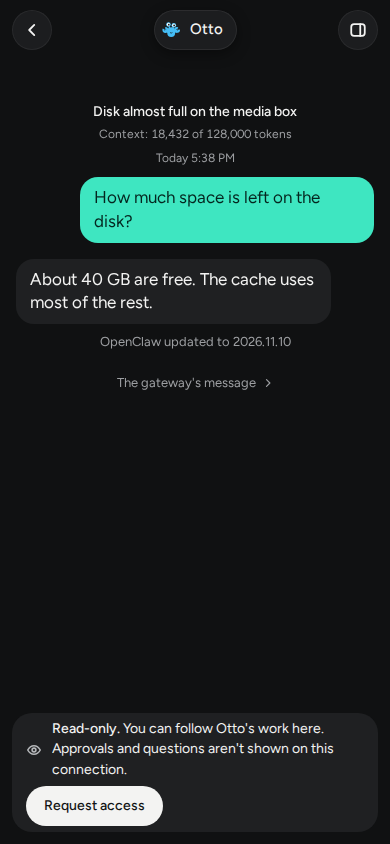 Otto
Disk almost full on the media box
Context: 18,432 of 128,000 tokens
Today 5:38 PM
How much space is left on the
disk?
About 40 GB are free. The cache uses
most of the rest.
OpenClaw updated to 2026.11.10
The gateway's message
Read-only. You can follow Otto's work here.
Approvals and questions aren't shown on this
connection.
Request access